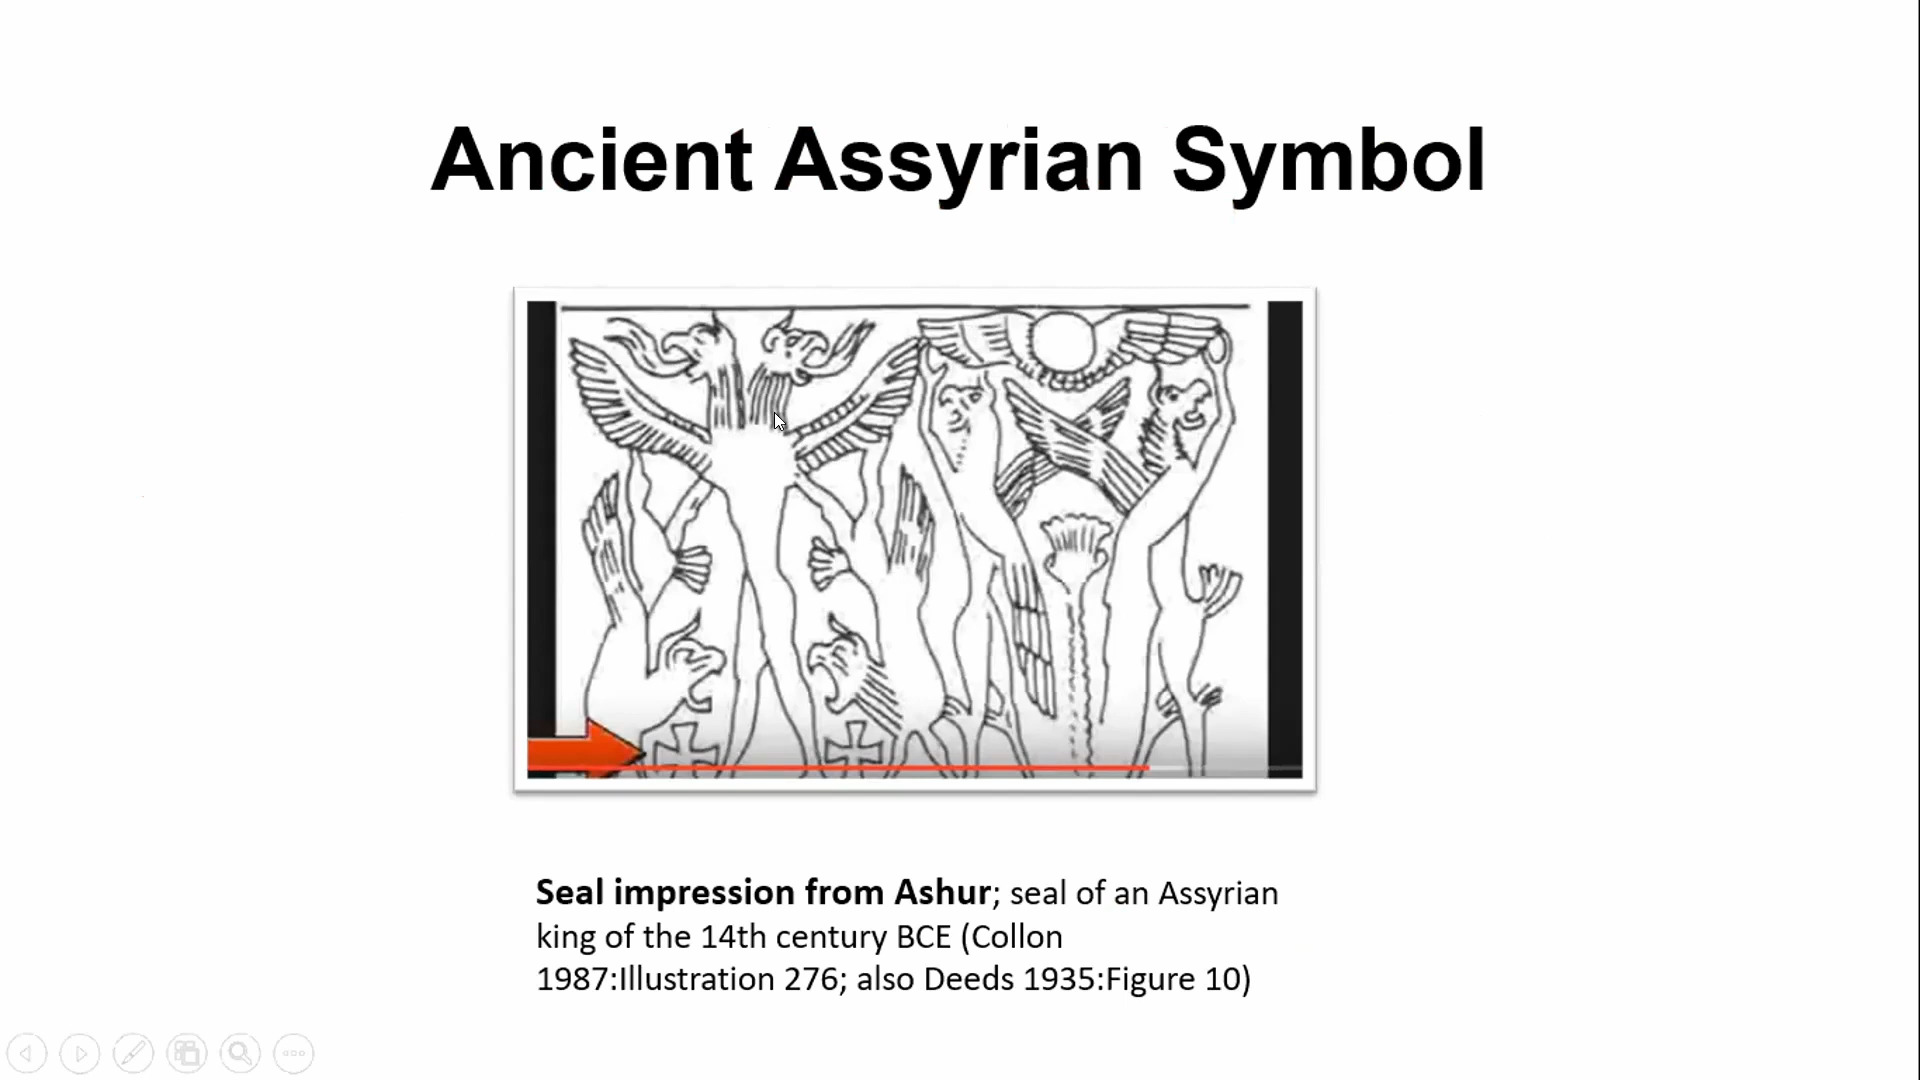 Ancient Assyrian Symbol
Seal impression from Ashur; seal of an Assyrian
king of the 14th century BCE (Collon
1987:Illustration 276; also Deeds 1935:Figure 10)